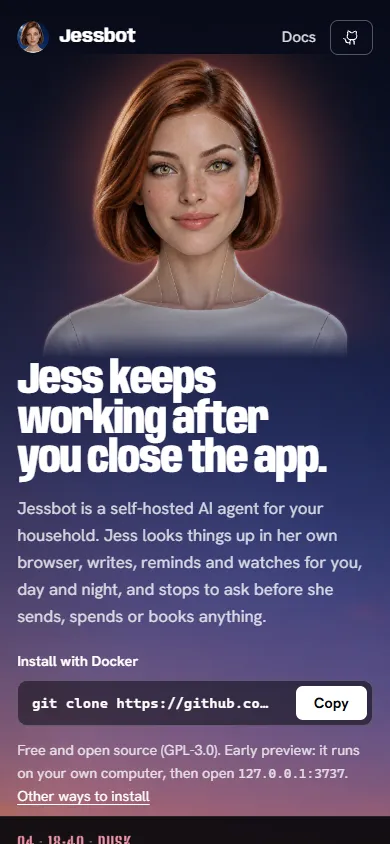 Jessbot
Docs
Jess keeps
working after
you close the app.
Jessbot is a self-hosted AI agent for your
household. Jess looks things up in her own
browser, writes, reminds and watches for you,
day and night, and stops to ask before she
sends, spends or books anything.
Install with Docker
git clone https://github.co…
Copy
Free and open source (GPL-3.0). Early preview: it runs
on your own computer, then open 127.0.0.1:3737.
Other ways to install
04 · 18:40 · DUSK